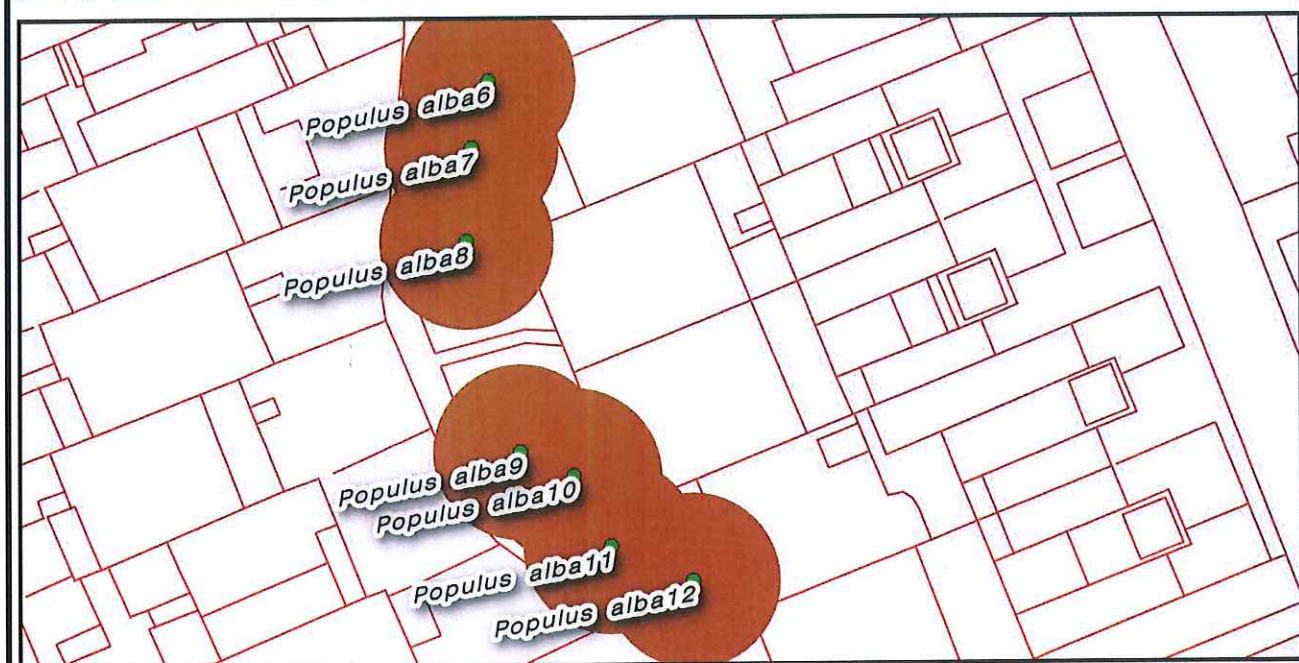 Populus alba6
Populus alba7
Populus alba8
Populus alba9
Populus alba10
Populus alba11
Populus alba12